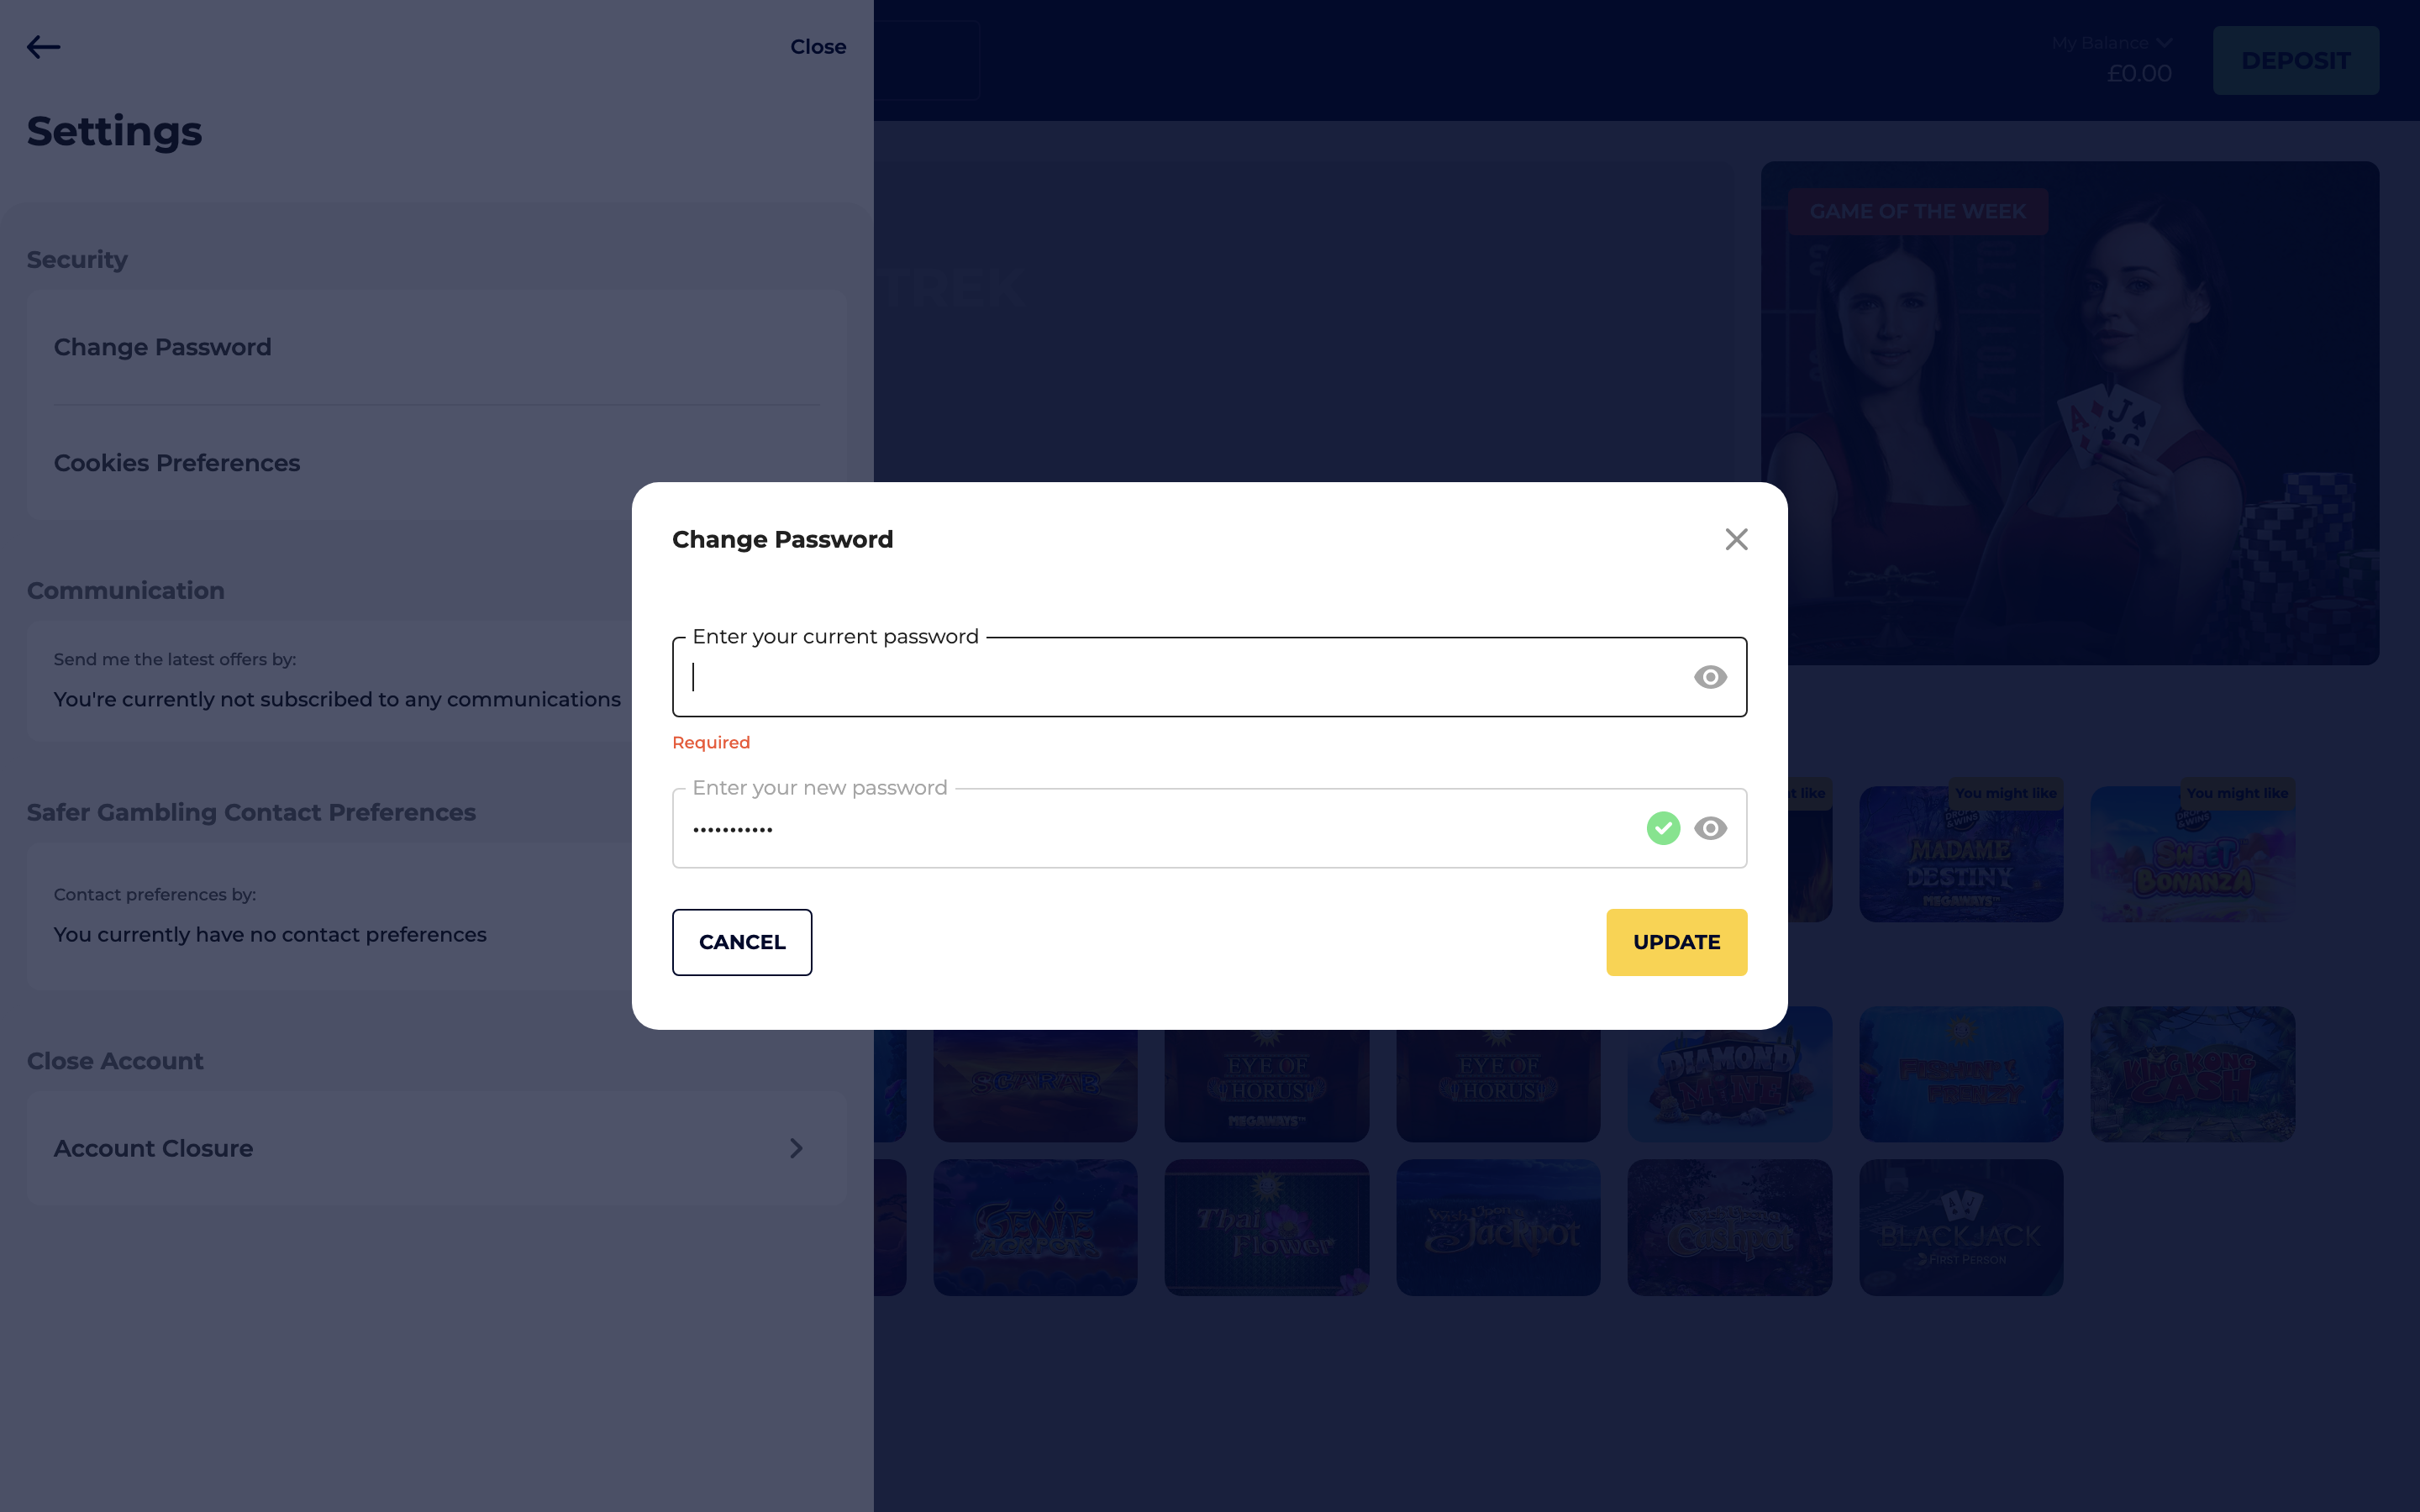 Close
My Balance
£0.00
DEPOSIT
Settings
TREK
GAME OF THE WEEK
Security
Change Password
Cookies Preferences
Change Password
Enter your current password
Required
Enter your new password
•••••••••••
CANCEL
UPDATE
Communication
Send me the latest offers by:
You're currently not subscribed to any communications
Safer Gambling Contact Preferences
Contact preferences by:
You currently have no contact preferences
Close Account
Account Closure
You might like
You might like
MADAME
DESTINY
MEGAWAYS™
SWEET
BONANZA
SCARAB
EYE OF
HORUS
MEGAWAYS™
EYE OF
HORUS
DIAMOND
MINE
CASH
GENIE
JACKPOTS
Thai
Flower
Wish Upon a
Jackpot
Cashpot
BLACKJACK
FIRST PERSON